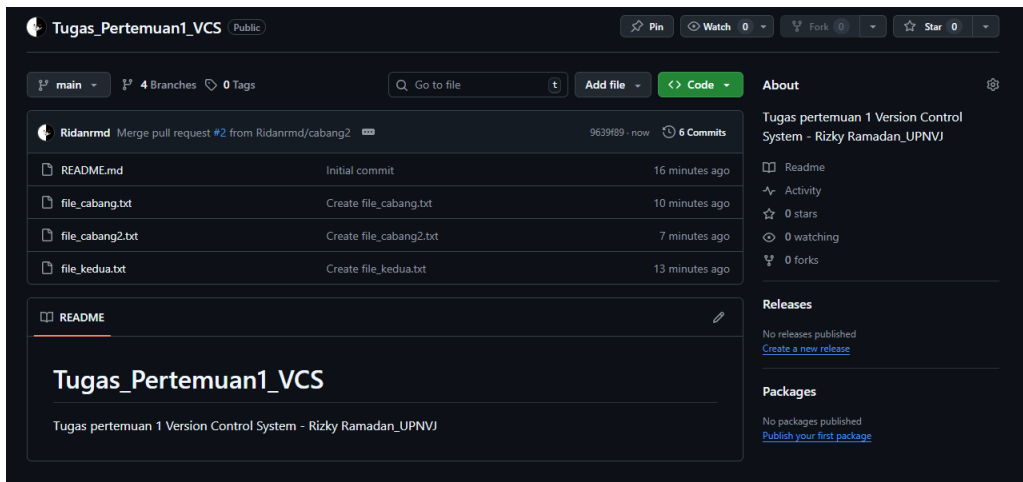 Tugas_Pertemuan1_VCS Public
Pin Watch 0 Fork 0 Star 0
main 4 Branches 0 Tags Go to file t Add file <> Code
Ridanrmd Merge pull request #2 from Ridanrmd/cabang2 9639f89 · now 6 Commits
README.md Initial commit 16 minutes ago
file_cabang.txt Create file_cabang.txt 10 minutes ago
file_cabang2.txt Create file_cabang2.txt 7 minutes ago
file_kedua.txt Create file_kedua.txt 13 minutes ago
README
Tugas_Pertemuan1_VCS
Tugas pertemuan 1 Version Control System - Rizky Ramadan_UPNVJ
About
Tugas pertemuan 1 Version Control
System - Rizky Ramadan_UPNVJ
Readme
Activity
0 stars
0 watching
0 forks
Releases
No releases published
Create a new release
Packages
No packages published
Publish your first package